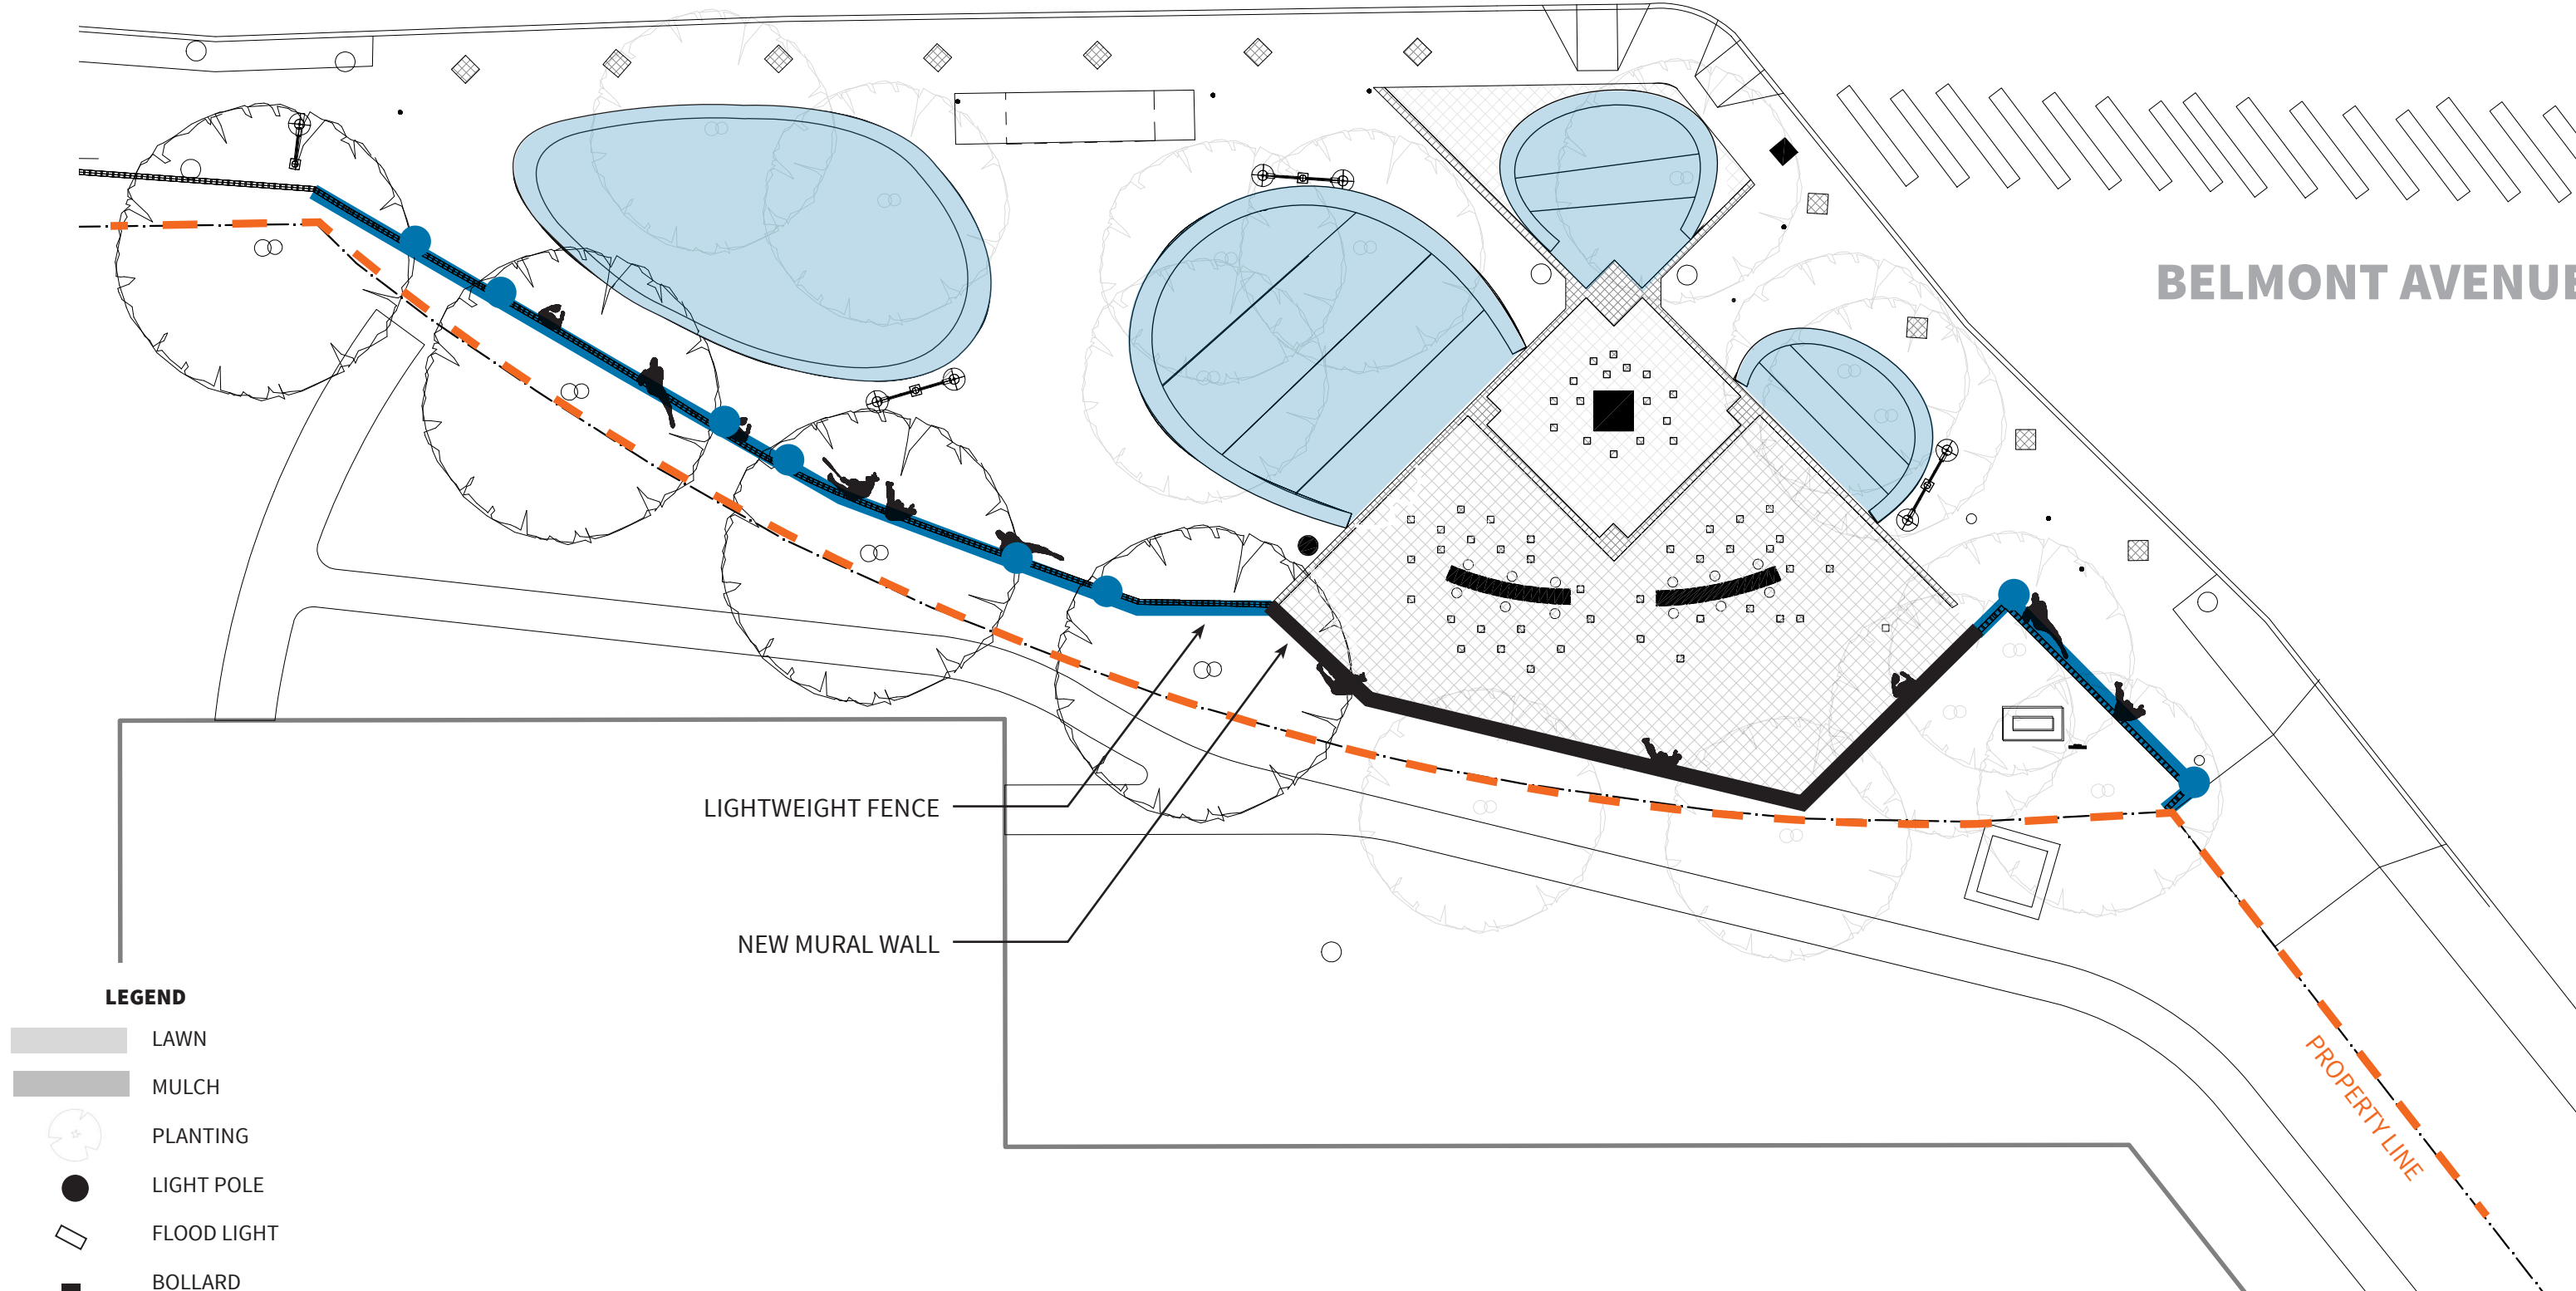 BELMONT AVENUE
LIGHTWEIGHT FENCE
NEW MURAL WALL
PROPERTY LINE
LEGEND
LAWN
MULCH
PLANTING
LIGHT POLE
FLOOD LIGHT
BOLLARD